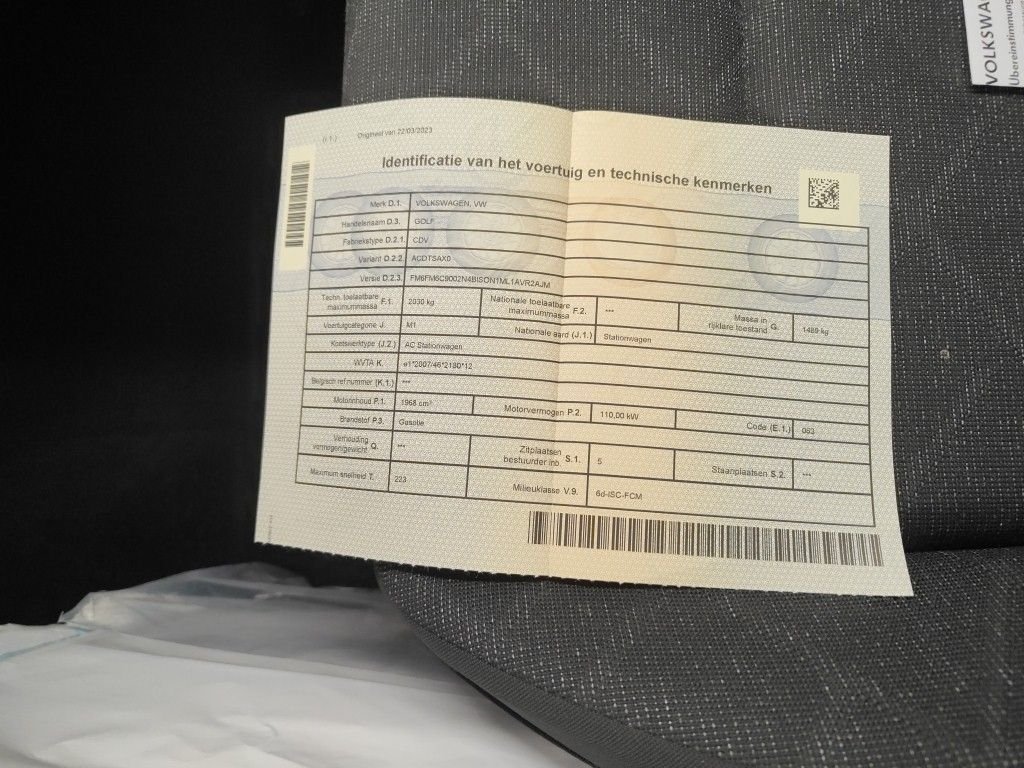 VOLKSWA
Übereinstimmung
(I.1.) Origineel van 22/03/2023
Identificatie van het voertuig en technische kenmerken
Merk D.1. VOLKSWAGEN, VW
Handelsnaam D.3. GOLF
Fabriekstype D.2.1. CDV
Variant D.2.2. ACDTSAX0
Versie D.2.3. FM6FM6C9002N4BISON1ML1AVR2AJM
Techn. toelaatbare maximummassa F.1. 2030 kg Nationale toelaatbare maximummassa F.2. --- Massa in rijklare toestand G. 1489 kg
Voertuigcategorie J. M1 Nationale aard (J.1.) Stationwagen
Koetswerktype (J.2.) AC Stationwagen
WVTA K. e1*2007/46*2180*12
Belgisch ref nummer (K.1.) ---
Motorinhoud P.1. 1968 cm³ Motorvermogen P.2. 110,00 kW Code (E.1.) 063
Brandstof P.3. Gasolie
Verhouding vermogen/gewicht Q. --- Zitplaatsen bestuurder inb. S.1. 5 Staanplaatsen S.2. ---
Maximum snelheid T. 223 Milieuklasse V.9. 6d-ISC-FCM